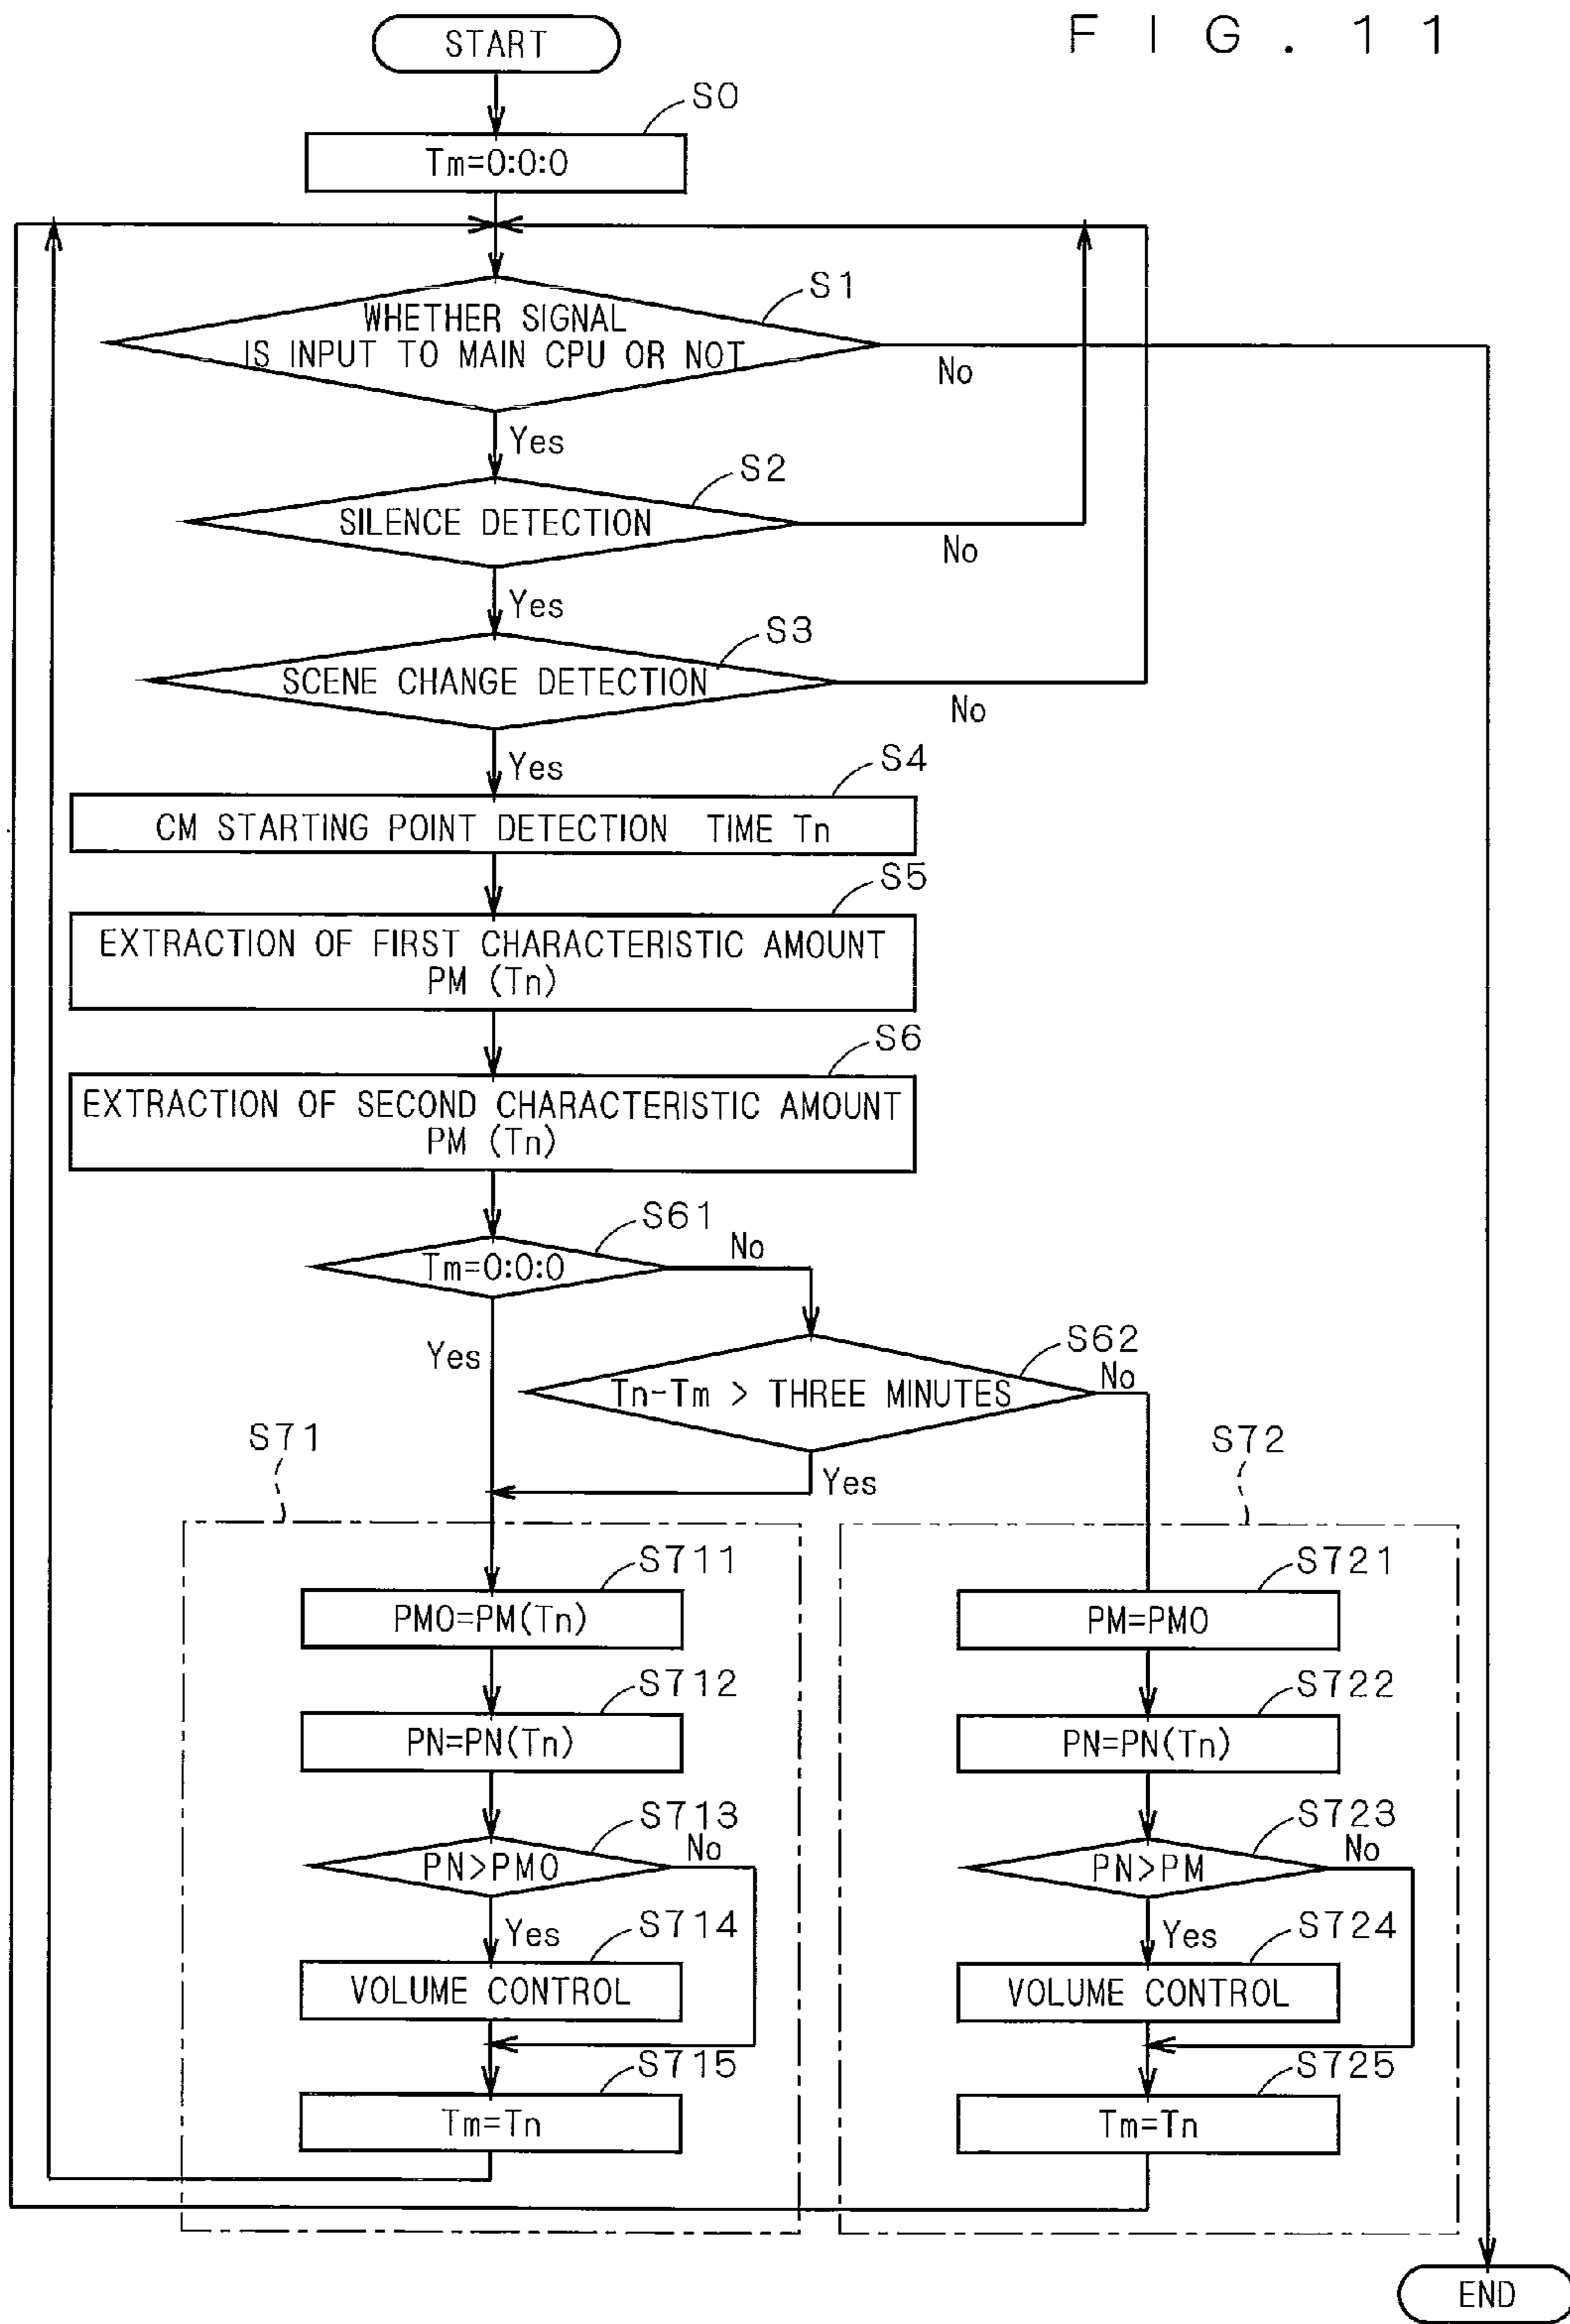 FIG. 11
START
S0
Tm=0:0:0
S1
WHETHER SIGNAL
IS INPUT TO MAIN CPU OR NOT
No
Yes
S2
SILENCE DETECTION
No
Yes
S3
SCENE CHANGE DETECTION
No
Yes
S4
CM STARTING POINT DETECTION TIME Tn
S5
EXTRACTION OF FIRST CHARACTERISTIC AMOUNT
PM (Tn)
S6
EXTRACTION OF SECOND CHARACTERISTIC AMOUNT
PM (Tn)
S61
Tm=0:0:0
No
Yes
S62
Tn-Tm > THREE MINUTES
No
Yes
S71
S711
PM0=PM(Tn)
S712
PN=PN(Tn)
S713
PN>PM0
No
Yes
S714
VOLUME CONTROL
S715
Tm=Tn
S72
S721
PM=PM0
S722
PN=PN(Tn)
S723
PN>PM
No
Yes
S724
VOLUME CONTROL
S725
Tm=Tn
END